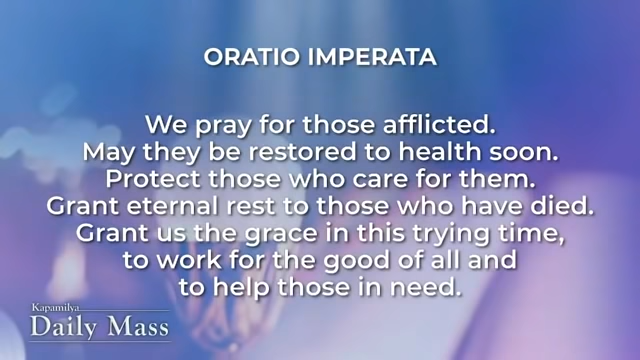 ORATIO IMPERATA
We pray for those afflicted.
May they be restored to health soon.
Protect those who care for them.
Grant eternal rest to those who have died.
Grant us the grace in this trying time,
to work for the good of all and
to help those in need.
Kapamilya
Daily Mass